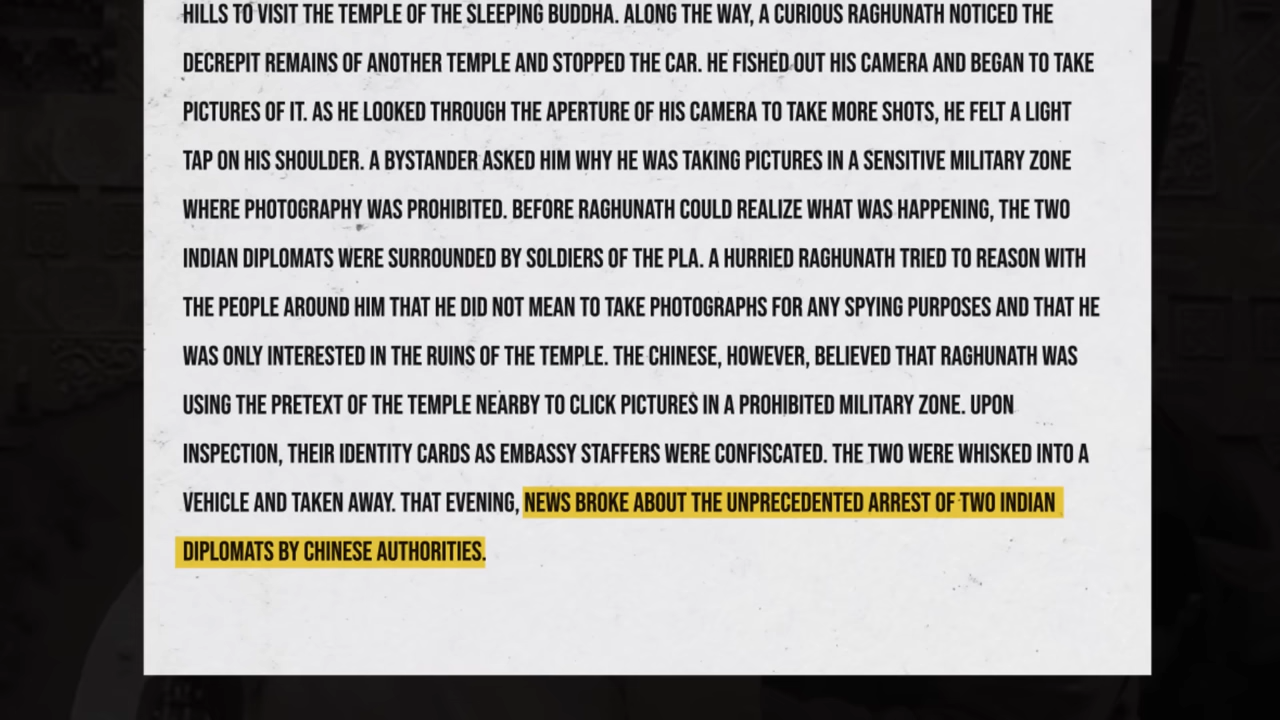 HILLS TO VISIT THE TEMPLE OF THE SLEEPING BUDDHA. ALONG THE WAY, A CURIOUS RAGHUNATH NOTICED THE
DECREPIT REMAINS OF ANOTHER TEMPLE AND STOPPED THE CAR. HE FISHED OUT HIS CAMERA AND BEGAN TO TAKE
PICTURES OF IT. AS HE LOOKED THROUGH THE APERTURE OF HIS CAMERA TO TAKE MORE SHOTS, HE FELT A LIGHT
TAP ON HIS SHOULDER. A BYSTANDER ASKED HIM WHY HE WAS TAKING PICTURES IN A SENSITIVE MILITARY ZONE
WHERE PHOTOGRAPHY WAS PROHIBITED. BEFORE RAGHUNATH COULD REALIZE WHAT WAS HAPPENING, THE TWO
INDIAN DIPLOMATS WERE SURROUNDED BY SOLDIERS OF THE PLA. A HURRIED RAGHUNATH TRIED TO REASON WITH
THE PEOPLE AROUND HIM THAT HE DID NOT MEAN TO TAKE PHOTOGRAPHS FOR ANY SPYING PURPOSES AND THAT HE
WAS ONLY INTERESTED IN THE RUINS OF THE TEMPLE. THE CHINESE, HOWEVER, BELIEVED THAT RAGHUNATH WAS
USING THE PRETEXT OF THE TEMPLE NEARBY TO CLICK PICTURES IN A PROHIBITED MILITARY ZONE. UPON
INSPECTION, THEIR IDENTITY CARDS AS EMBASSY STAFFERS WERE CONFISCATED. THE TWO WERE WHISKED INTO A
VEHICLE AND TAKEN AWAY. THAT EVENING, NEWS BROKE ABOUT THE UNPRECEDENTED ARREST OF TWO INDIAN
DIPLOMATS BY CHINESE AUTHORITIES.